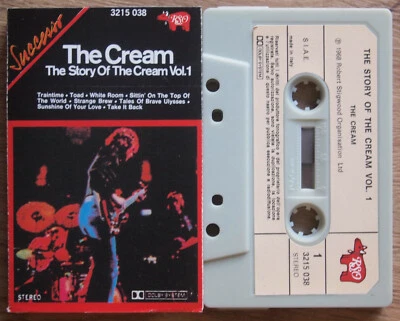 Successo
3215 038
RSO
The Cream
The Story Of The Cream Vol.1
Traintime • Toad • White Room • Sittin' On The Top Of
The World • Strange Brew • Tales Of Brave Ulysses •
Sunshine Of Your Love • Take It Back
STEREO
DOLBY SYSTEM
THE STORY OF THE CREAM VOL. 1
THE CREAM
℗ 1968 Robert Stigwood Organisation Ltd
S.I.A.E.
made in Italy
DOLBY SYSTEM
RSO
1
3215 038
STEREO